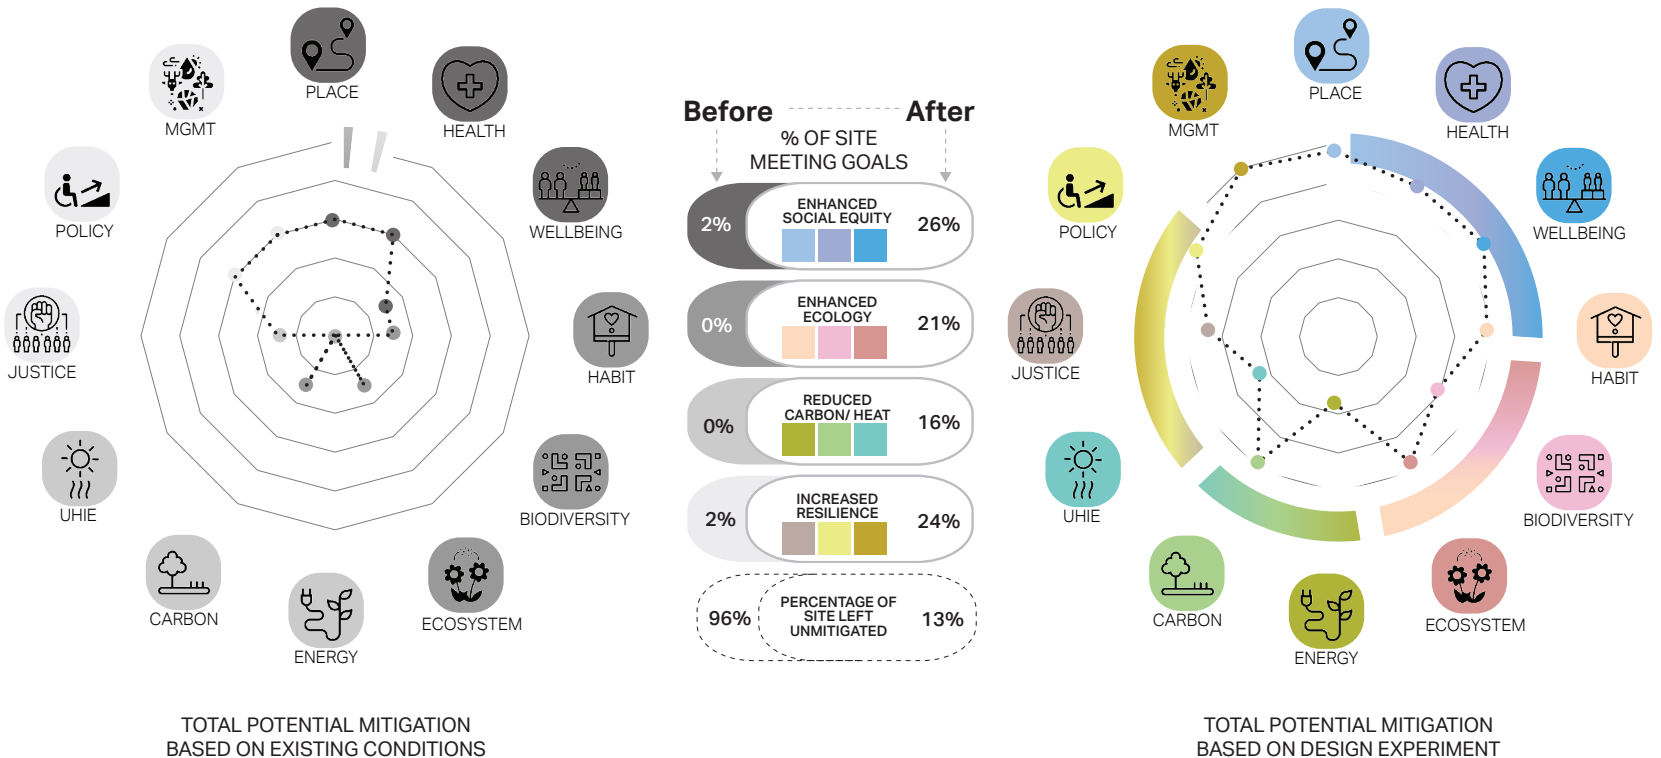 PLACE
HEALTH
MGMT
WELLBEING
POLICY
HABIT
JUSTICE
BIODIVERSITY
UHIE
ECOSYSTEM
CARBON
ENERGY
TOTAL POTENTIAL MITIGATION
BASED ON EXISTING CONDITIONS
Before
After
% OF SITE
MEETING GOALS
2%
ENHANCED
SOCIAL EQUITY
26%
0%
ENHANCED
ECOLOGY
21%
0%
REDUCED
CARBON/ HEAT
16%
2%
INCREASED
RESILIENCE
24%
96%
PERCENTAGE OF
SITE LEFT
UNMITIGATED
13%
PLACE
HEALTH
MGMT
WELLBEING
POLICY
HABIT
JUSTICE
BIODIVERSITY
UHIE
ECOSYSTEM
CARBON
ENERGY
TOTAL POTENTIAL MITIGATION
BASED ON DESIGN EXPERIMENT